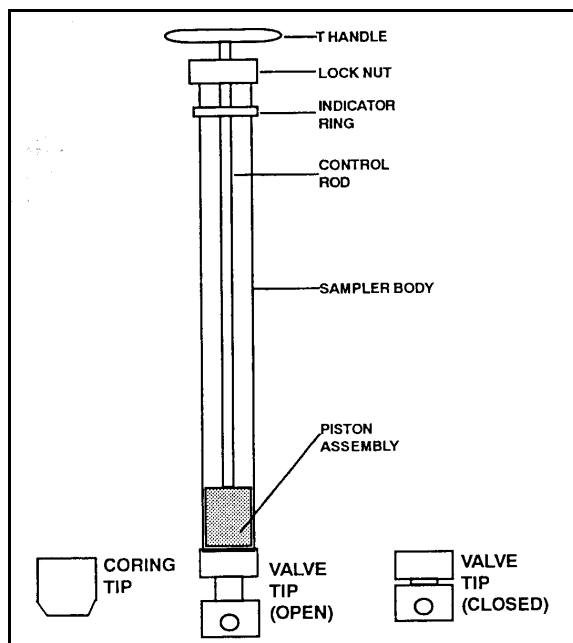 T HANDLE
LOCK NUT
INDICATOR
RING
CONTROL
ROD
SAMPLER BODY
PISTON
ASSEMBLY
CORING
TIP
VALVE
TIP
(OPEN)
VALVE
TIP
(CLOSED)